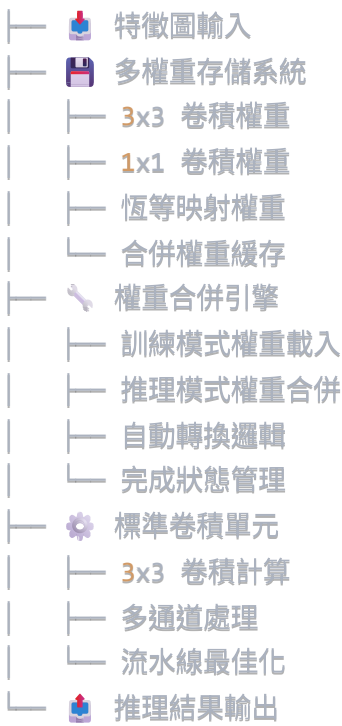 ├── 📥 特徵圖輸入
├── 💾 多權重存儲系統
│   ├── 3x3 卷積權重
│   ├── 1x1 卷積權重
│   ├── 恆等映射權重
│   └── 合併權重緩存
├── 🔧 權重合併引擎
│   ├── 訓練模式權重載入
│   ├── 推理模式權重合併
│   ├── 自動轉換邏輯
│   └── 完成狀態管理
├── ⚙️ 標準卷積單元
│   ├── 3x3 卷積計算
│   ├── 多通道處理
│   └── 流水線最佳化
└── 📤 推理結果輸出